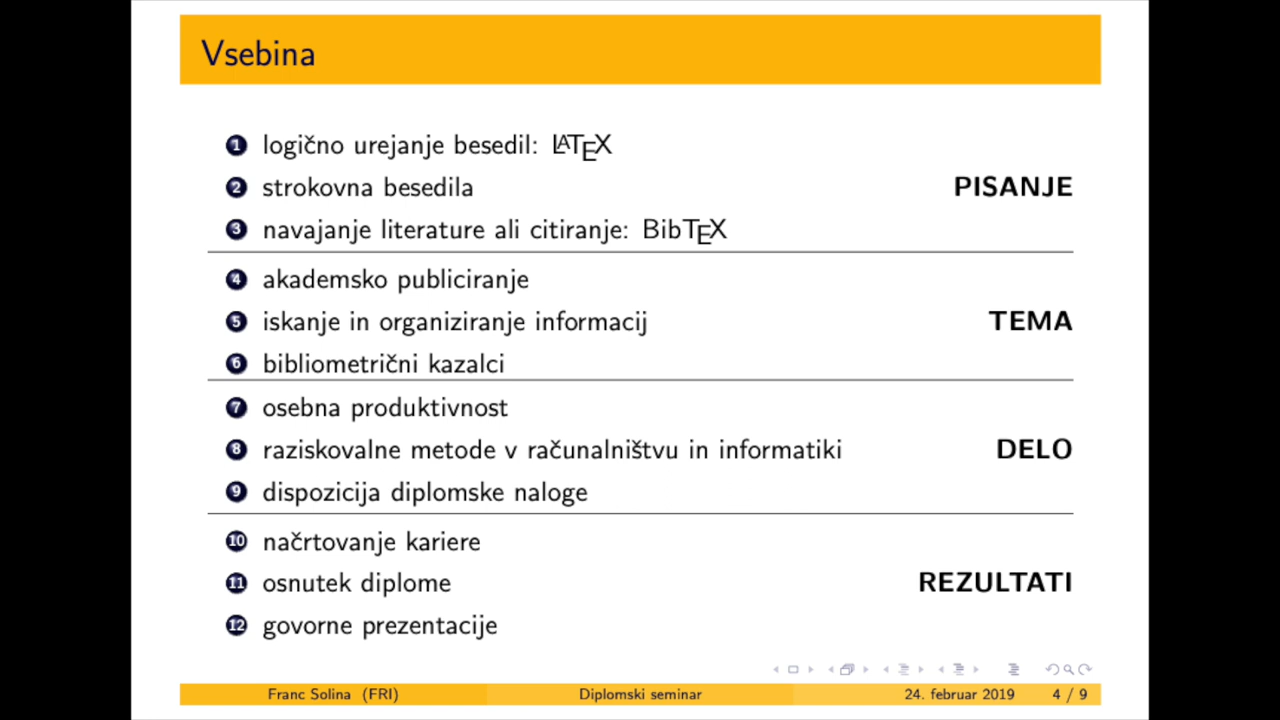 Vsebina
1 logično urejanje besedil: LATEX
2 strokovna besedila PISANJE
3 navajanje literature ali citiranje: BibTEX
4 akademsko publiciranje
5 iskanje in organiziranje informacij TEMA
6 bibliometrični kazalci
7 osebna produktivnost
8 raziskovalne metode v računalništvu in informatiki DELO
9 dispozicija diplomske naloge
10 načrtovanje kariere
11 osnutek diplome REZULTATI
12 govorne prezentacije
Franc Solina (FRI) Diplomski seminar 24. februar 2019 4 / 9